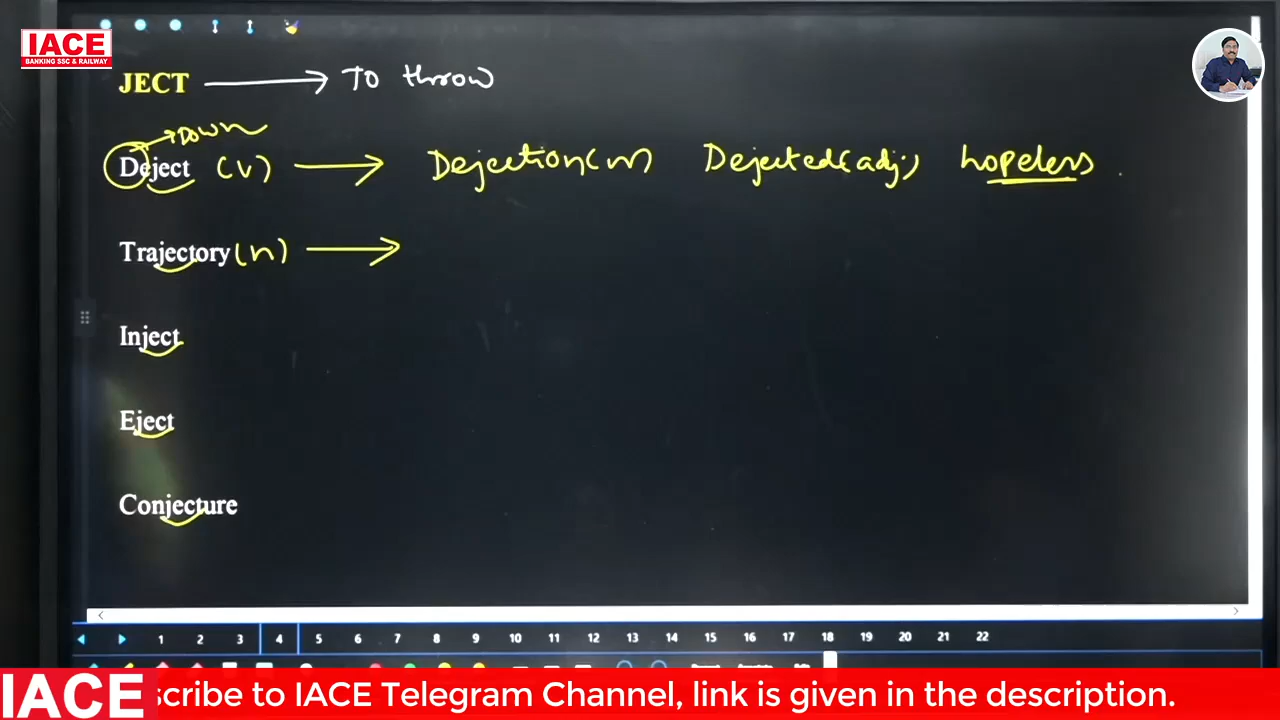 IACE
BANKING SSC & RAILWAY
JECT → To throw
Down
Deject (v) → Dejection(n) Dejected(adj) hopeless
Trajectory(n) →
Inject
Eject
Conjecture
1 2 3 4 5 6 7 8 9 10 11 12 13 14 15 16 17 18 19 20 21 22
IACE scribe to IACE Telegram Channel, link is given in the description.